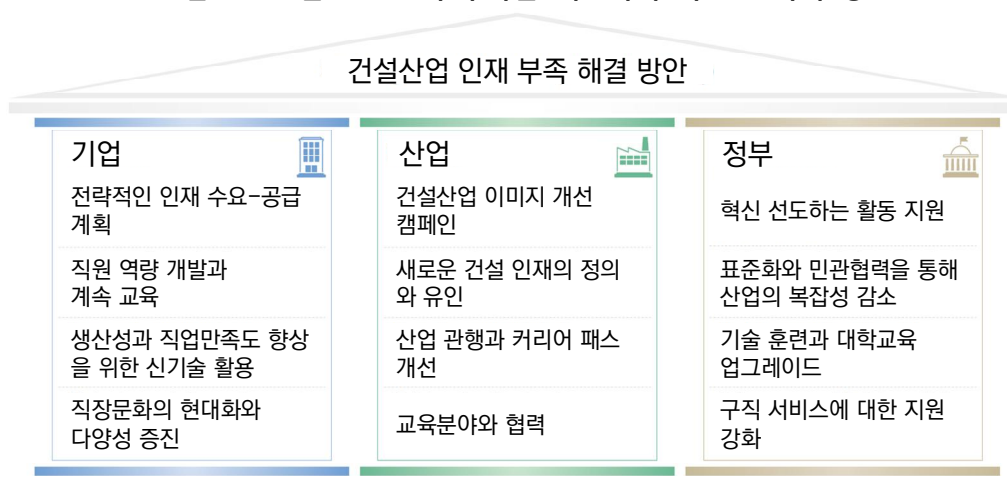 건설산업 인재 부족 해결 방안
기업
전략적인 인재 수요-공급
계획
직원 역량 개발과
계속 교육
생산성과 직업만족도 향상
을 위한 신기술 활용
직장문화의 현대화와
다양성 증진
산업
건설산업 이미지 개선
캠페인
새로운 건설 인재의 정의
와 유인
산업 관행과 커리어 패스
개선
교육분야와 협력
정부
혁신 선도하는 활동 지원
표준화와 민관협력을 통해
산업의 복잡성 감소
기술 훈련과 대학교육
업그레이드
구직 서비스에 대한 지원
강화